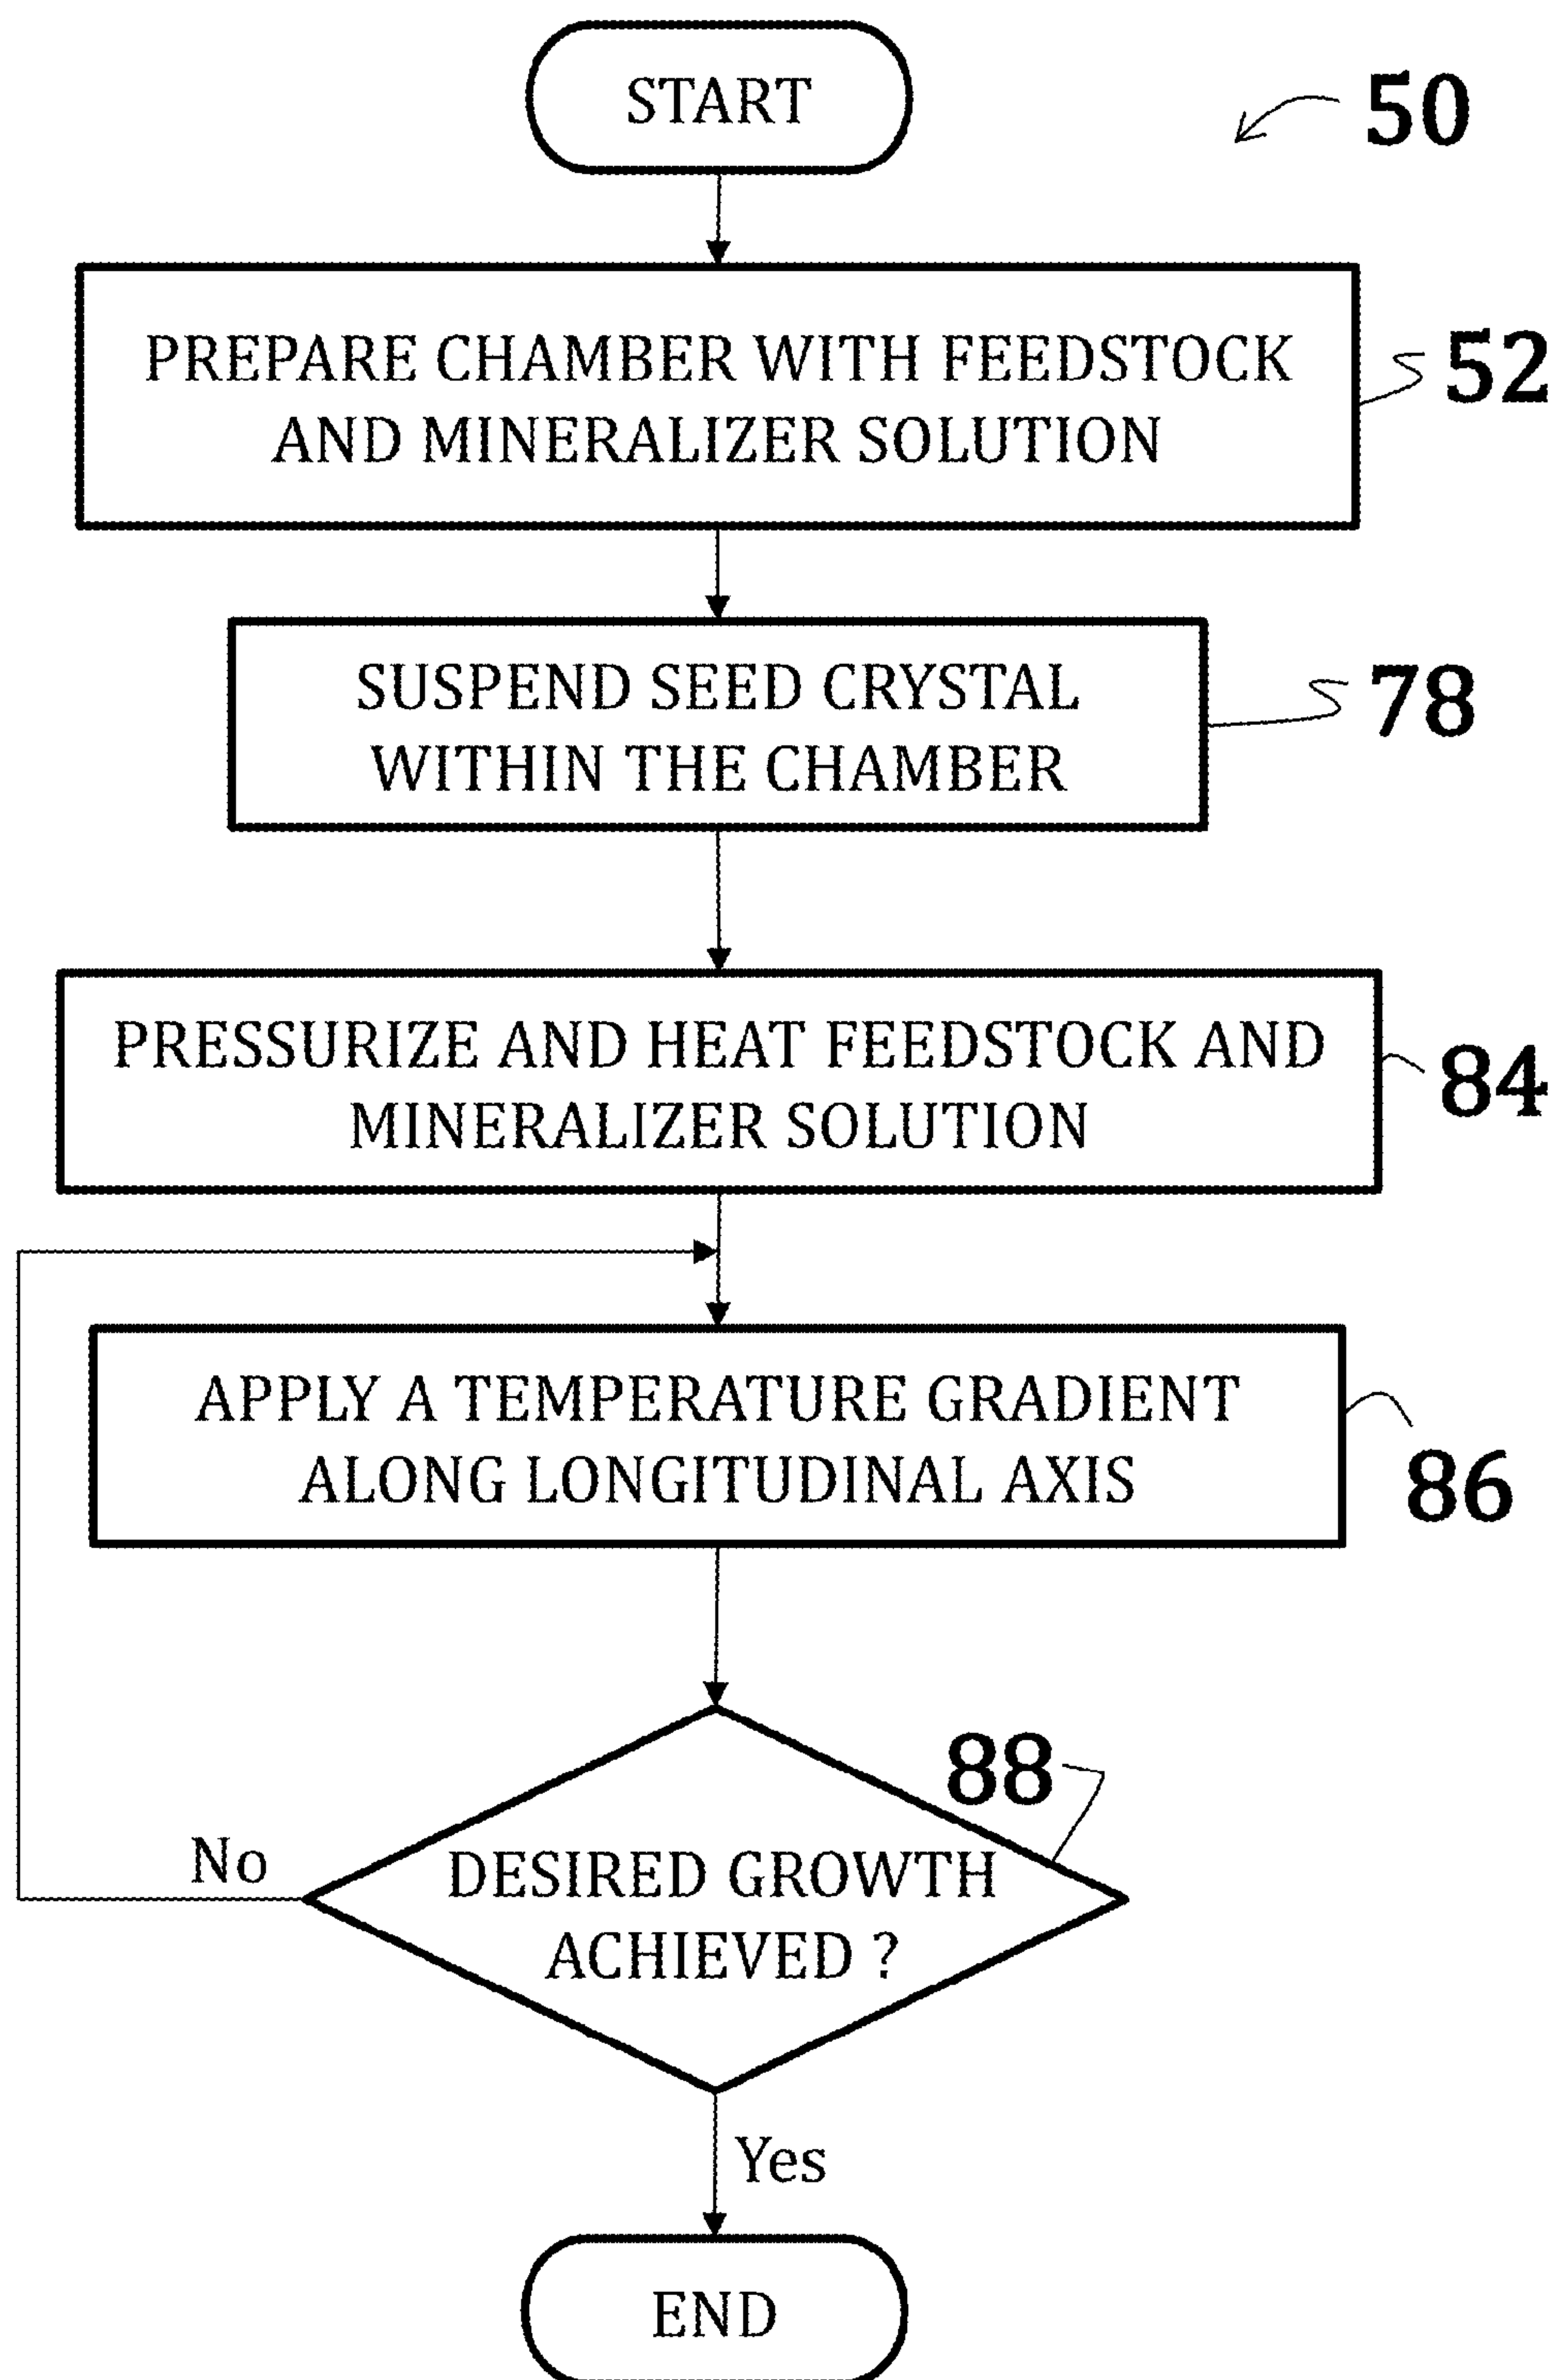 START
50
PREPARE CHAMBER WITH FEEDSTOCK
AND MINERALIZER SOLUTION
52
SUSPEND SEED CRYSTAL
WITHIN THE CHAMBER
78
PRESSURIZE AND HEAT FEEDSTOCK AND
MINERALIZER SOLUTION
84
APPLY A TEMPERATURE GRADIENT
ALONG LONGITUDINAL AXIS
86
88
No
DESIRED GROWTH
ACHIEVED ?
Yes
END